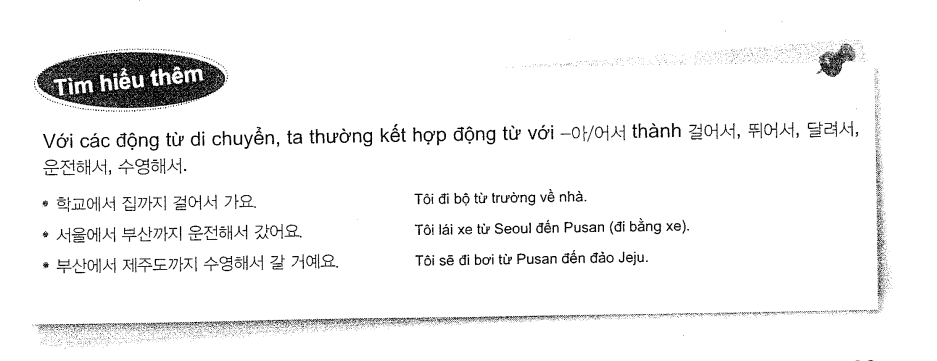 Tìm hiểu thêm
Với các động từ di chuyển, ta thường kết hợp động từ với –아/어서 thành 걸어서, 뛰어서, 달려서,
운전해서, 수영해서.
• 학교에서 집까지 걸어서 가요. Tôi đi bộ từ trường về nhà.
• 서울에서 부산까지 운전해서 갔어요. Tôi lái xe từ Seoul đến Pusan (đi bằng xe).
• 부산에서 제주도까지 수영해서 갈 거예요. Tôi sẽ đi bơi từ Pusan đến đảo Jeju.